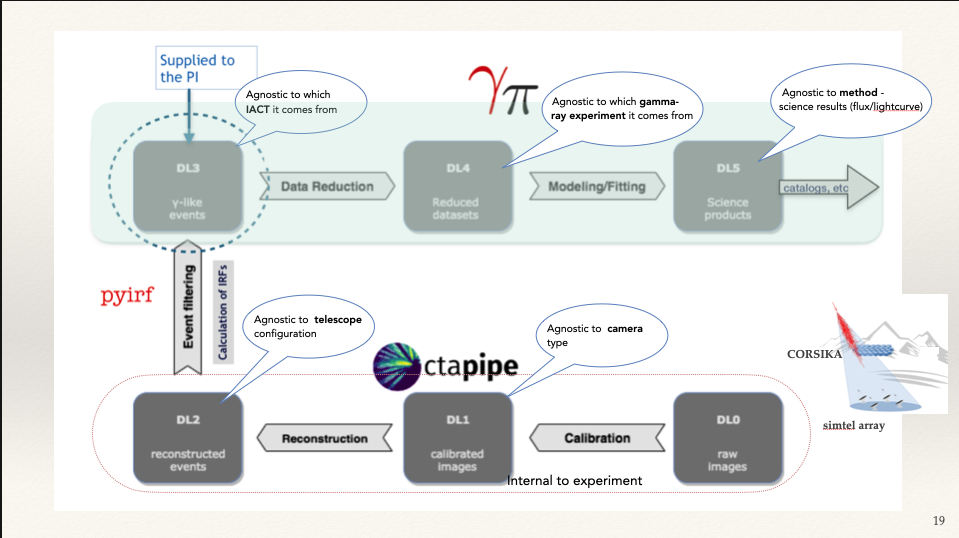 Supplied to
the PI
Agnostic to which
IACT it comes from
γπ
Agnostic to which gamma-
ray experiment it comes from
Agnostic to method -
science results (flux/lightcurve)
DL3
γ-like
events
Data Reduction
DL4
Reduced
datasets
Modeling/Fitting
DL5
Science
products
catalogs, etc
pyirf
Event filtering
Calculation of IRFs
Agnostic to telescope
configuration
ctapipe
Agnostic to camera
type
CORSIKA
simtel array
DL2
reconstructed
events
Reconstruction
DL1
calibrated
images
Calibration
DL0
raw
images
Internal to experiment
19